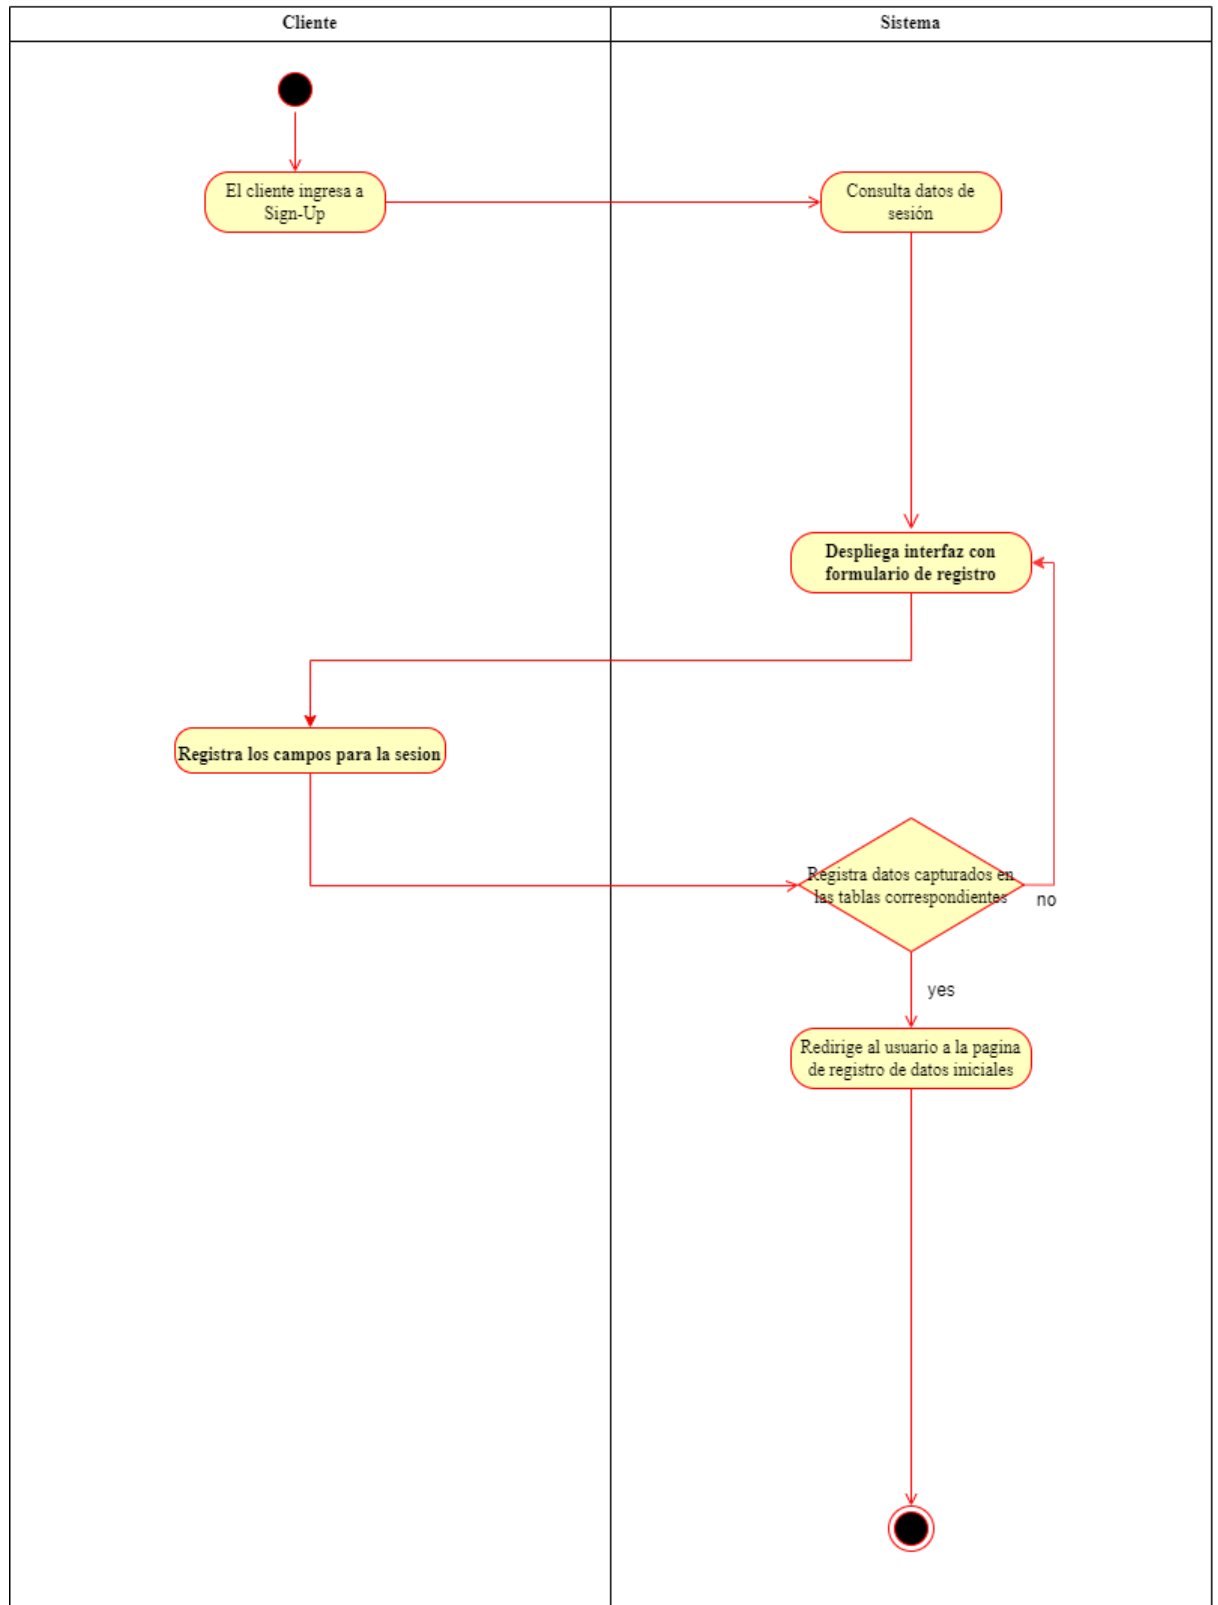 Cliente
Sistema
El cliente ingresa a
Sign-Up
Consulta datos de
sesión
Despliega interfaz con
formulario de registro
Registra los campos para la sesion
Registra datos capturados en
las tablas correspondientes
no
yes
Redirige al usuario a la pagina
de registro de datos iniciales